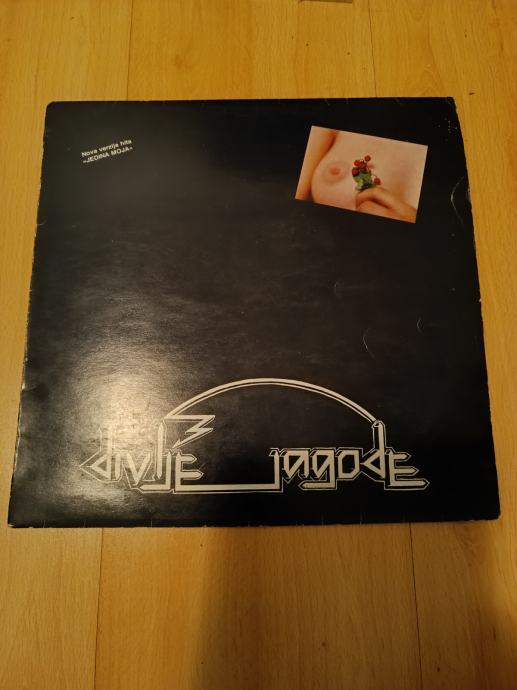 Nova verzija hita
»JEDINA MOJA«
divlje jagode